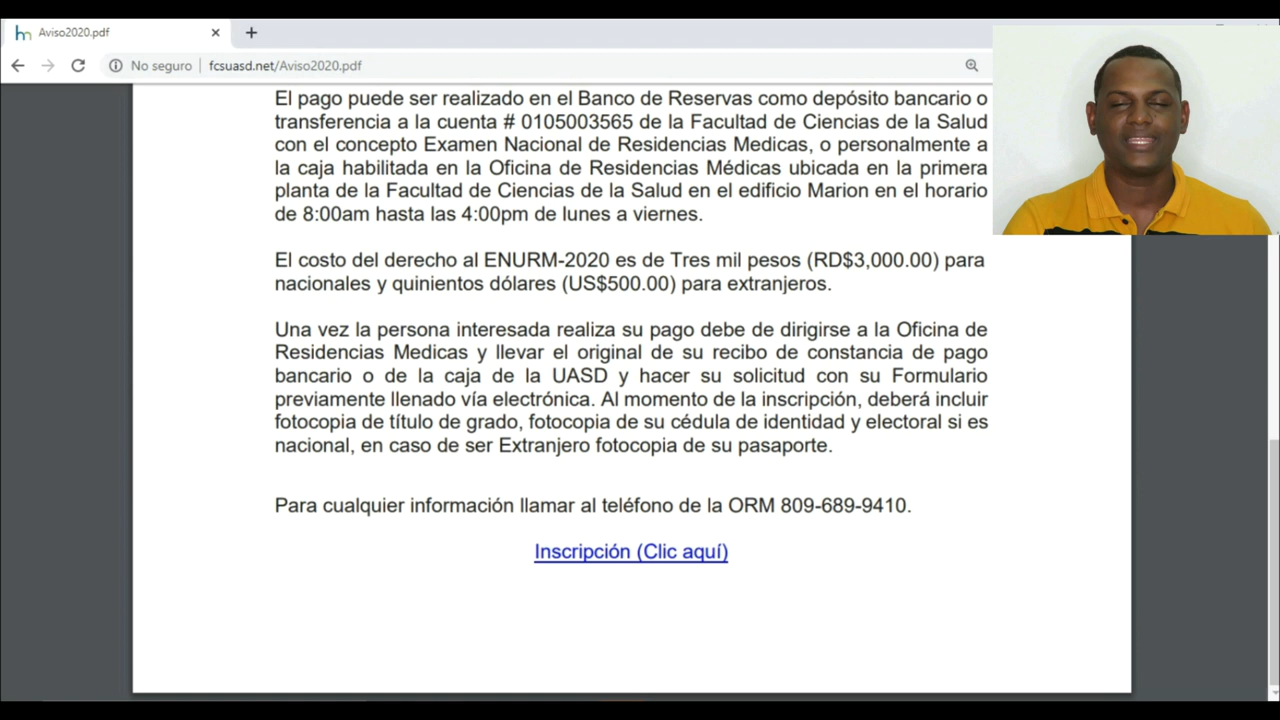 Aviso2020.pdf
No seguro
fcsuasd.net/Aviso2020.pdf
El pago puede ser realizado en el Banco de Reservas como depósito bancario o
transferencia a la cuenta # 0105003565 de la Facultad de Ciencias de la Salud
con el concepto Examen Nacional de Residencias Medicas, o personalmente a
la caja habilitada en la Oficina de Residencias Médicas ubicada en la primera
planta de la Facultad de Ciencias de la Salud en el edificio Marion en el horario
de 8:00am hasta las 4:00pm de lunes a viernes.
El costo del derecho al ENURM-2020 es de Tres mil pesos (RD$3,000.00) para
nacionales y quinientos dólares (US$500.00) para extranjeros.
Una vez la persona interesada realiza su pago debe de dirigirse a la Oficina de
Residencias Medicas y llevar el original de su recibo de constancia de pago
bancario o de la caja de la UASD y hacer su solicitud con su Formulario
previamente llenado vía electrónica. Al momento de la inscripción, deberá incluir
fotocopia de título de grado, fotocopia de su cédula de identidad y electoral si es
nacional, en caso de ser Extranjero fotocopia de su pasaporte.
Para cualquier información llamar al teléfono de la ORM 809-689-9410.
Inscripción (Clic aquí)